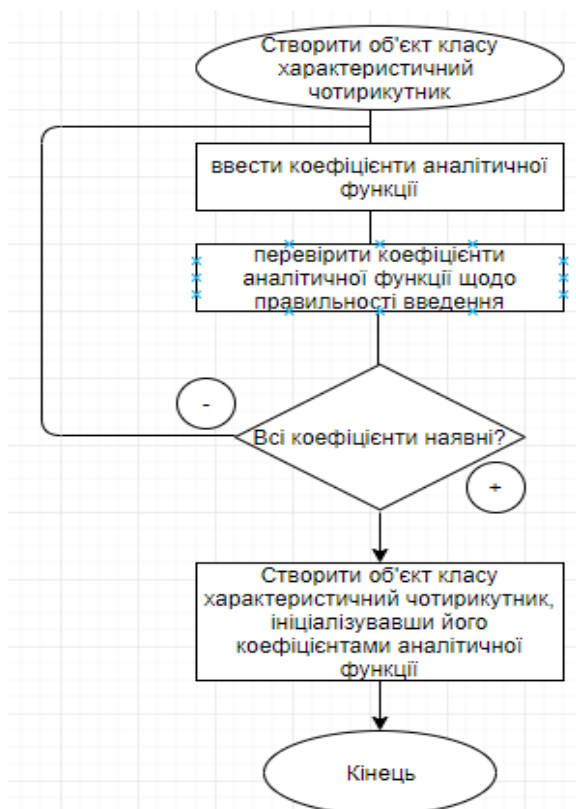 Створити об'єкт класу
характеристичний
чотирикутник
ввести коефіцієнти аналітичної
функції
перевірити коефіцієнти
аналітичної функції щодо
правильності введення
-
Всі коефіцієнти наявні?
+
Створити об'єкт класу
характеристичний чотирикутник,
ініціалізувавши його
коефіцієнтами аналітичної
функції
Кінець